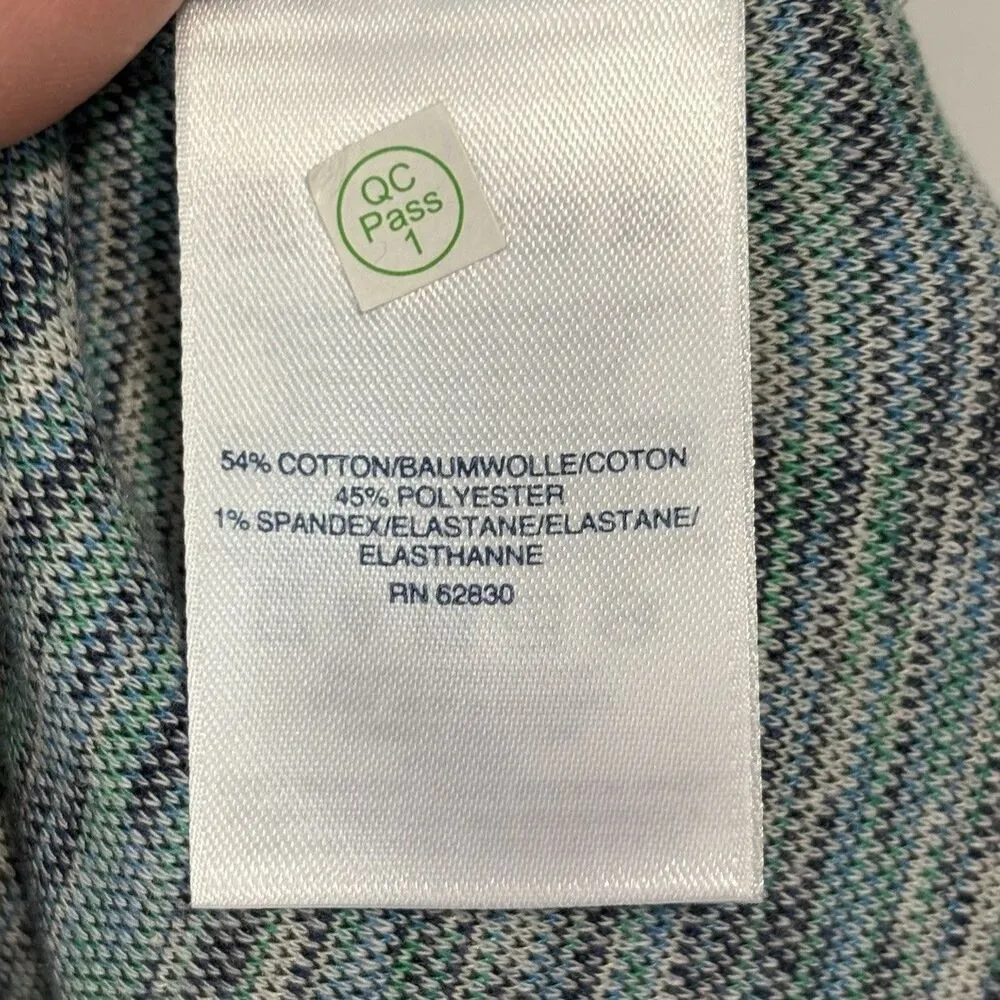 QC
Pass
1
54% COTTON/BAUMWOLLE/COTON
45% POLYESTER
1% SPANDEX/ELASTANE/ELASTANE/
ELASTHANNE
RN 62830